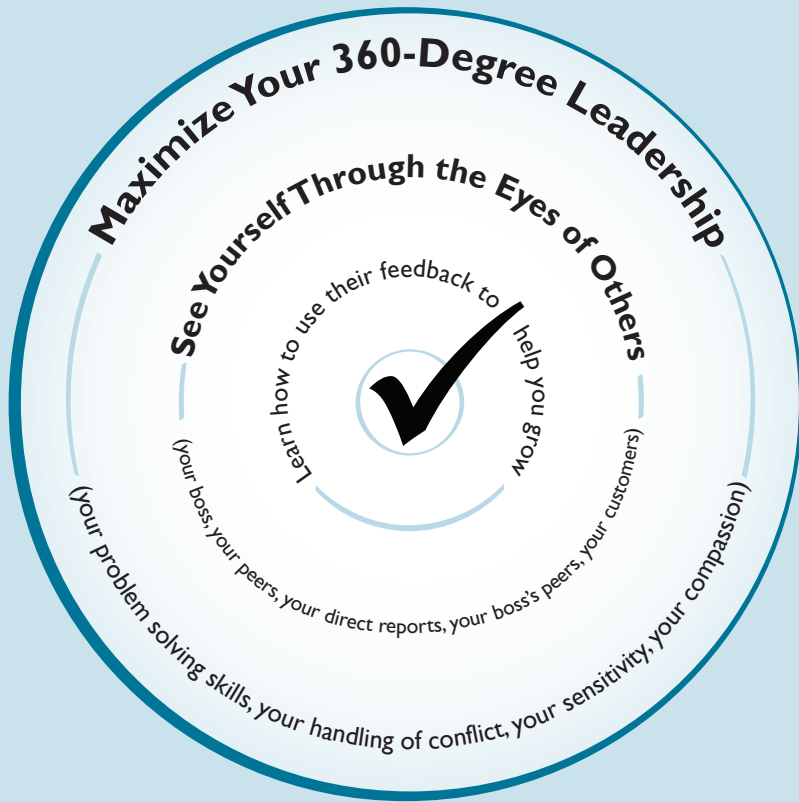 Maximize Your 360-Degree Leadership
(your problem solving skills, your handling of conflict, your sensitivity, your compassion)
See Yourself Through the Eyes of Others
(your boss, your peers, your direct reports, your boss's peers, your customers)
Learn how to use their feedback to help you grow